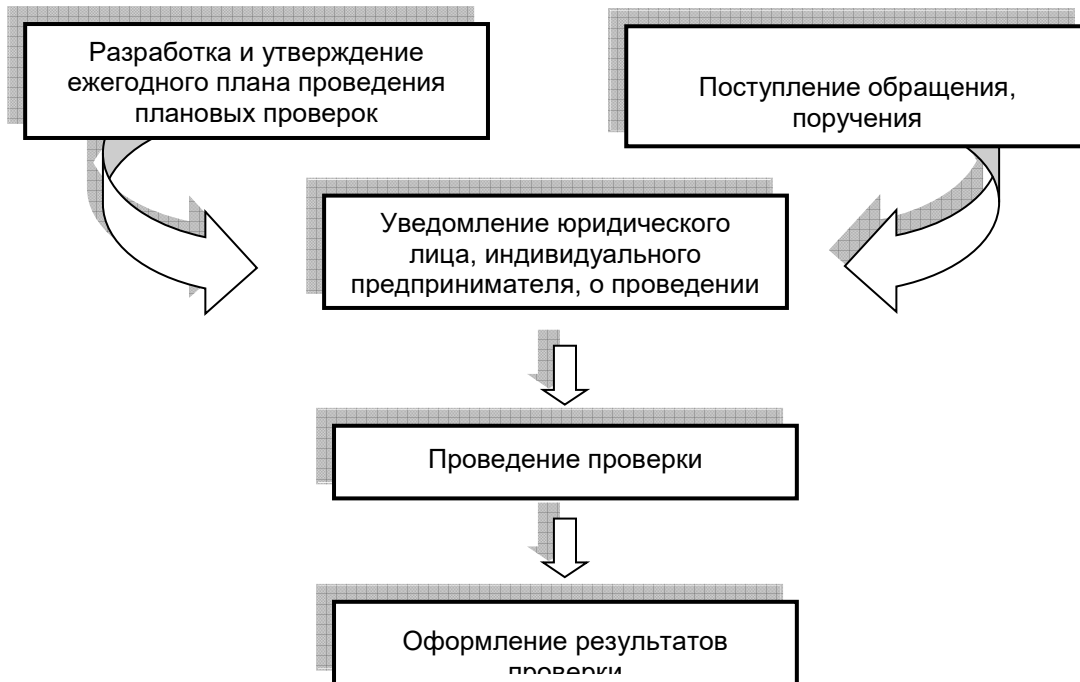 Разработка и утверждение
ежегодного плана проведения
плановых проверок
Поступление обращения,
поручения
Уведомление юридического
лица, индивидуального
предпринимателя, о проведении
Проведение проверки
Оформление результатов
проверки